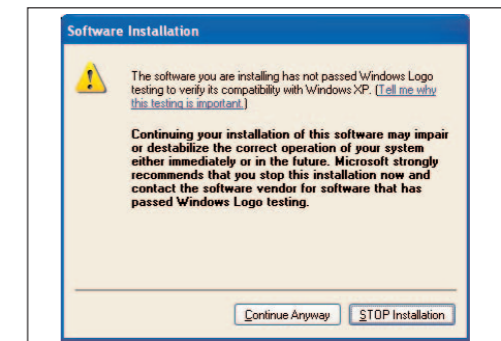 Software Installation
The software you are installing has not passed Windows Logo
testing to verify its compatibility with Windows XP. (Tell me why
this testing is important.)
Continuing your installation of this software may impair
or destabilize the correct operation of your system
either immediately or in the future. Microsoft strongly
recommends that you stop this installation now and
contact the software vendor for software that has
passed Windows Logo testing.
Continue Anyway STOP Installation